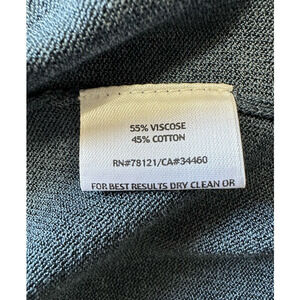 55% VISCOSE
45% COTTON
RN#78121/CA#34460
FOR BEST RESULTS DRY CLEAN OR